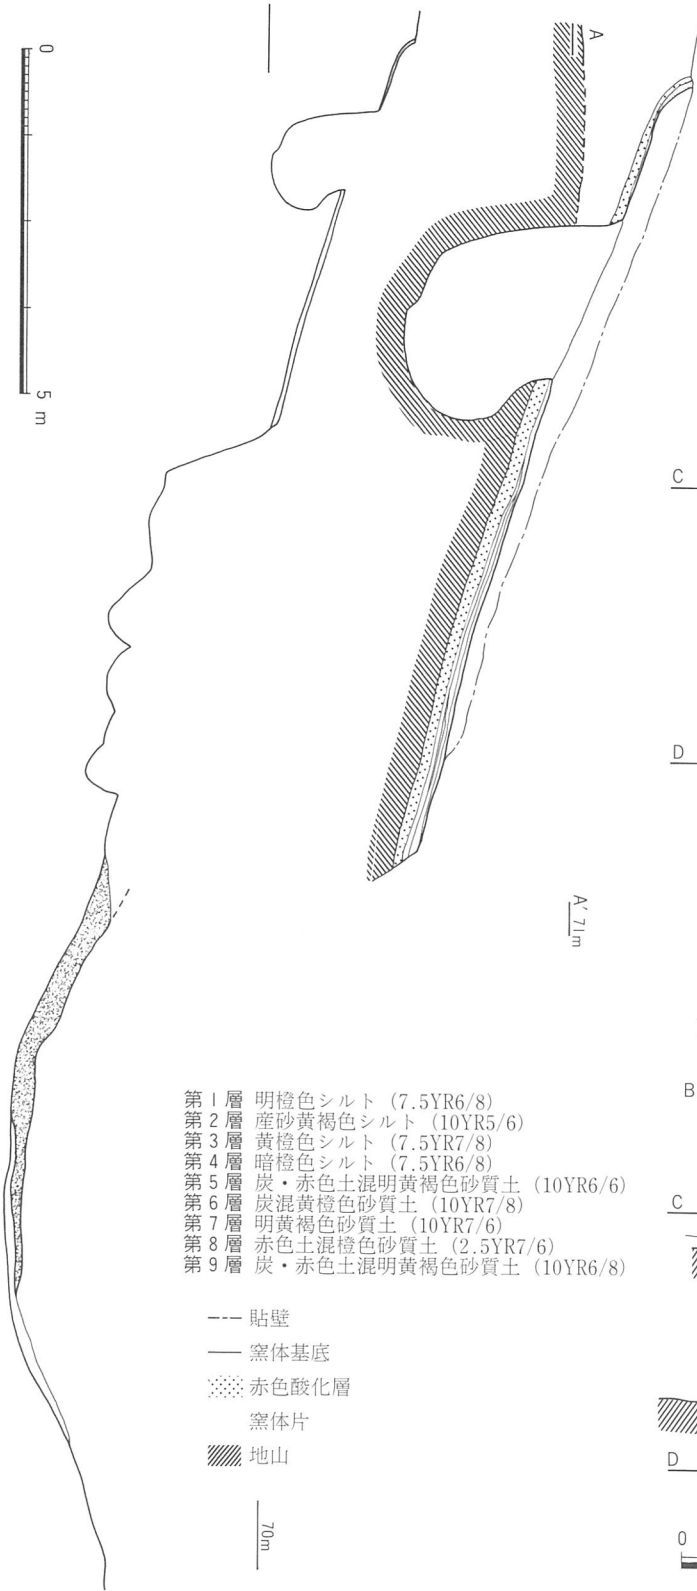 0
5 m
A
C
D
A' 71m
B
第1層 明橙色シルト (7.5YR6/8)
第2層 産砂黄褐色シルト (10YR5/6)
第3層 黄橙色シルト (7.5YR7/8)
第4層 暗橙色シルト (7.5YR6/8)
第5層 炭・赤色土混明黄褐色砂質土 (10YR6/6)
第6層 炭混黄橙色砂質土 (10YR7/8)
第7層 明黄褐色砂質土 (10YR7/6)
第8層 赤色土混橙色砂質土 (2.5YR7/6)
第9層 炭・赤色土混明黄褐色砂質土 (10YR6/8)
C
貼壁
窯体基底
赤色酸化層
窯体片
地山
D
70m
0